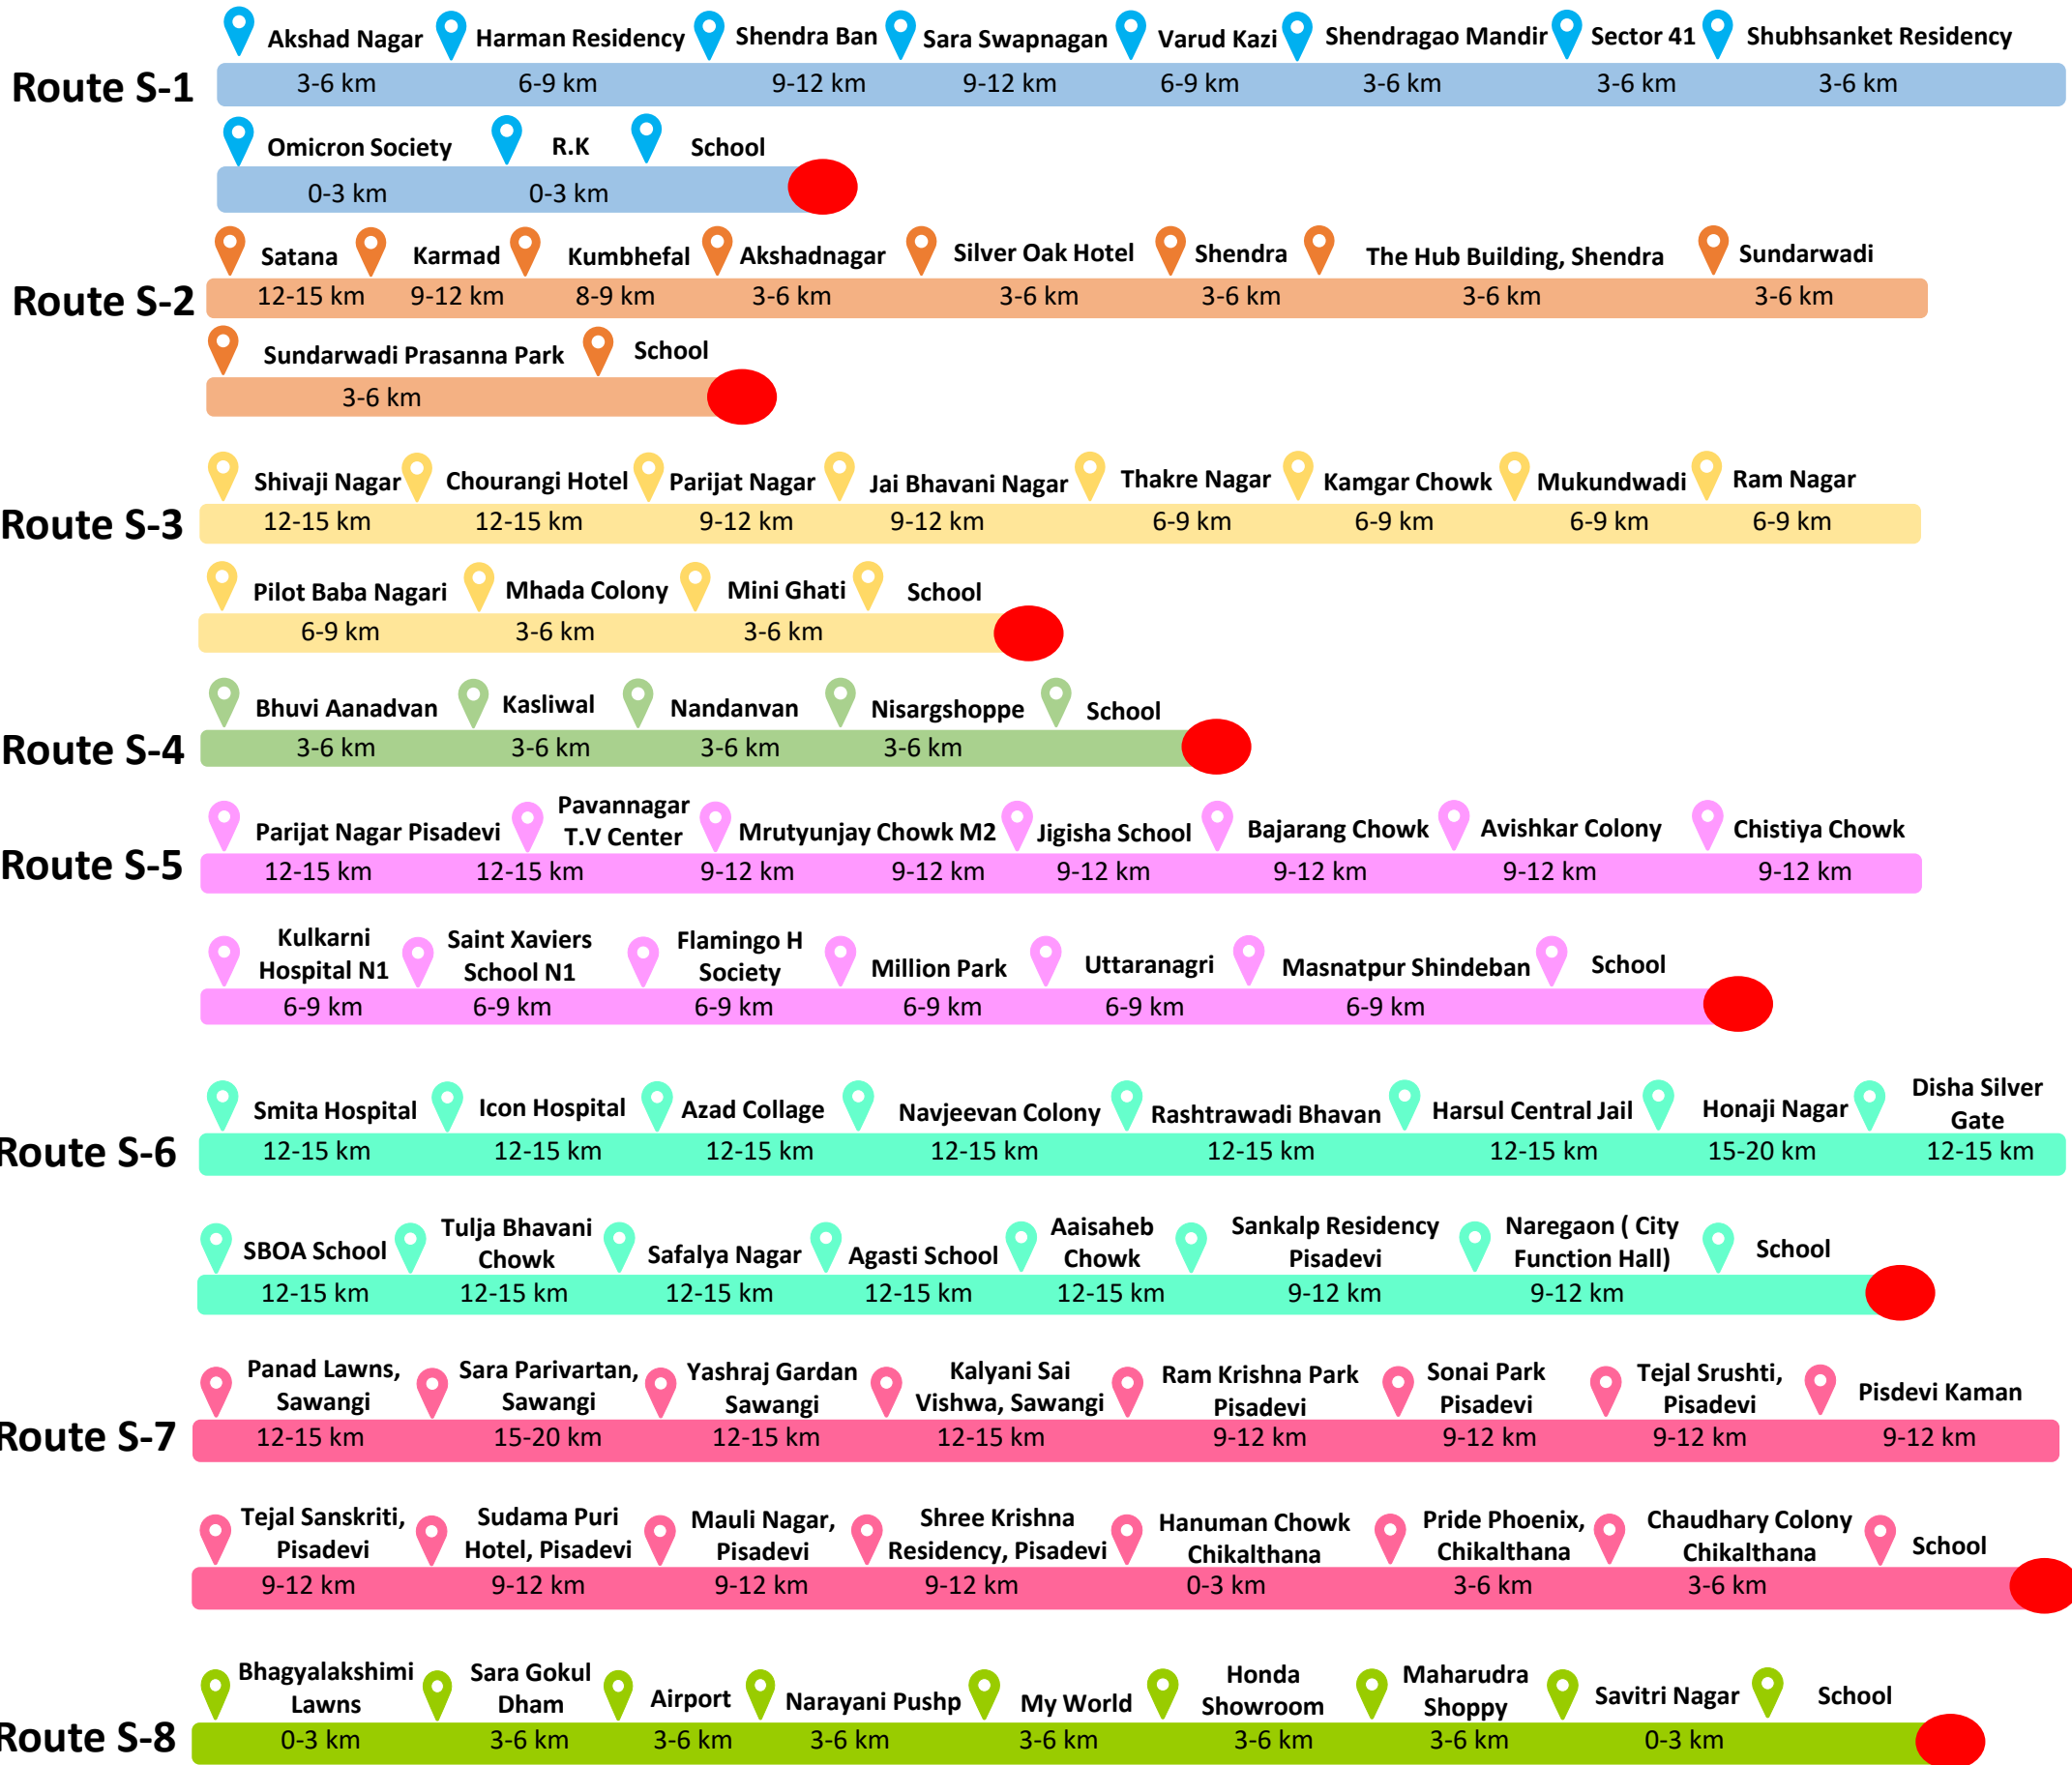 Akshad Nagar Harman Residency Shendra Ban Sara Swapnagan Varud Kazi Shendragao Mandir Sector 41 Shubhsanket Residency
Route S-1 3-6 km 6-9 km 9-12 km 9-12 km 6-9 km 3-6 km 3-6 km 3-6 km
Omicron Society R.K School
0-3 km 0-3 km
Satana Karmad Kumbhefal Akshadnagar Silver Oak Hotel Shendra The Hub Building, Shendra Sundarwadi
Route S-2 12-15 km 9-12 km 8-9 km 3-6 km 3-6 km 3-6 km 3-6 km 3-6 km
Sundarwadi Prasanna Park School
3-6 km
Shivaji Nagar Chourangi Hotel Parijat Nagar Jai Bhavani Nagar Thakre Nagar Kamgar Chowk Mukundwadi Ram Nagar
Route S-3 12-15 km 12-15 km 9-12 km 9-12 km 6-9 km 6-9 km 6-9 km 6-9 km
Pilot Baba Nagari Mhada Colony Mini Ghati School
6-9 km 3-6 km 3-6 km
Bhuvi Aanadvan Kasliwal Nandanvan Nisargshoppe School
Route S-4 3-6 km 3-6 km 3-6 km 3-6 km
Parijat Nagar Pisadevi Pavannagar T.V Center Mrutyunjay Chowk M2 Jigisha School Bajarang Chowk Avishkar Colony Chistiya Chowk
Route S-5 12-15 km 12-15 km 9-12 km 9-12 km 9-12 km 9-12 km 9-12 km 9-12 km
Kulkarni Hospital N1 Saint Xaviers School N1 Flamingo H Society Million Park Uttaranagri Masnatpur Shindeban School
6-9 km 6-9 km 6-9 km 6-9 km 6-9 km 6-9 km
Smita Hospital Icon Hospital Azad Collage Navjeevan Colony Rashtrawadi Bhavan Harsul Central Jail Honaji Nagar Disha Silver Gate
Route S-6 12-15 km 12-15 km 12-15 km 12-15 km 12-15 km 12-15 km 15-20 km 12-15 km
SBOA School Tulja Bhavani Chowk Safalya Nagar Agasti School Aaisaheb Chowk Sankalp Residency Pisadevi Naregaon ( City Function Hall) School
12-15 km 12-15 km 12-15 km 12-15 km 12-15 km 9-12 km 9-12 km
Panad Lawns, Sawangi Sara Parivartan, Sawangi Yashraj Gardan Sawangi Kalyani Sai Vishwa, Sawangi Ram Krishna Park Pisadevi Sonai Park Pisadevi Tejal Srushti, Pisadevi Pisdevi Kaman
Route S-7 12-15 km 15-20 km 12-15 km 12-15 km 9-12 km 9-12 km 9-12 km 9-12 km
Tejal Sanskriti, Pisadevi Sudama Puri Hotel, Pisadevi Mauli Nagar, Pisadevi Shree Krishna Residency, Pisadevi Hanuman Chowk Chikalthana Pride Phoenix, Chikalthana Chaudhary Colony Chikalthana School
9-12 km 9-12 km 9-12 km 9-12 km 0-3 km 3-6 km 3-6 km
Bhagyalakshimi Lawns Sara Gokul Dham Airport Narayani Pushp My World Honda Showroom Maharudra Shoppy Savitri Nagar School
Route S-8 0-3 km 3-6 km 3-6 km 3-6 km 3-6 km 3-6 km 3-6 km 0-3 km